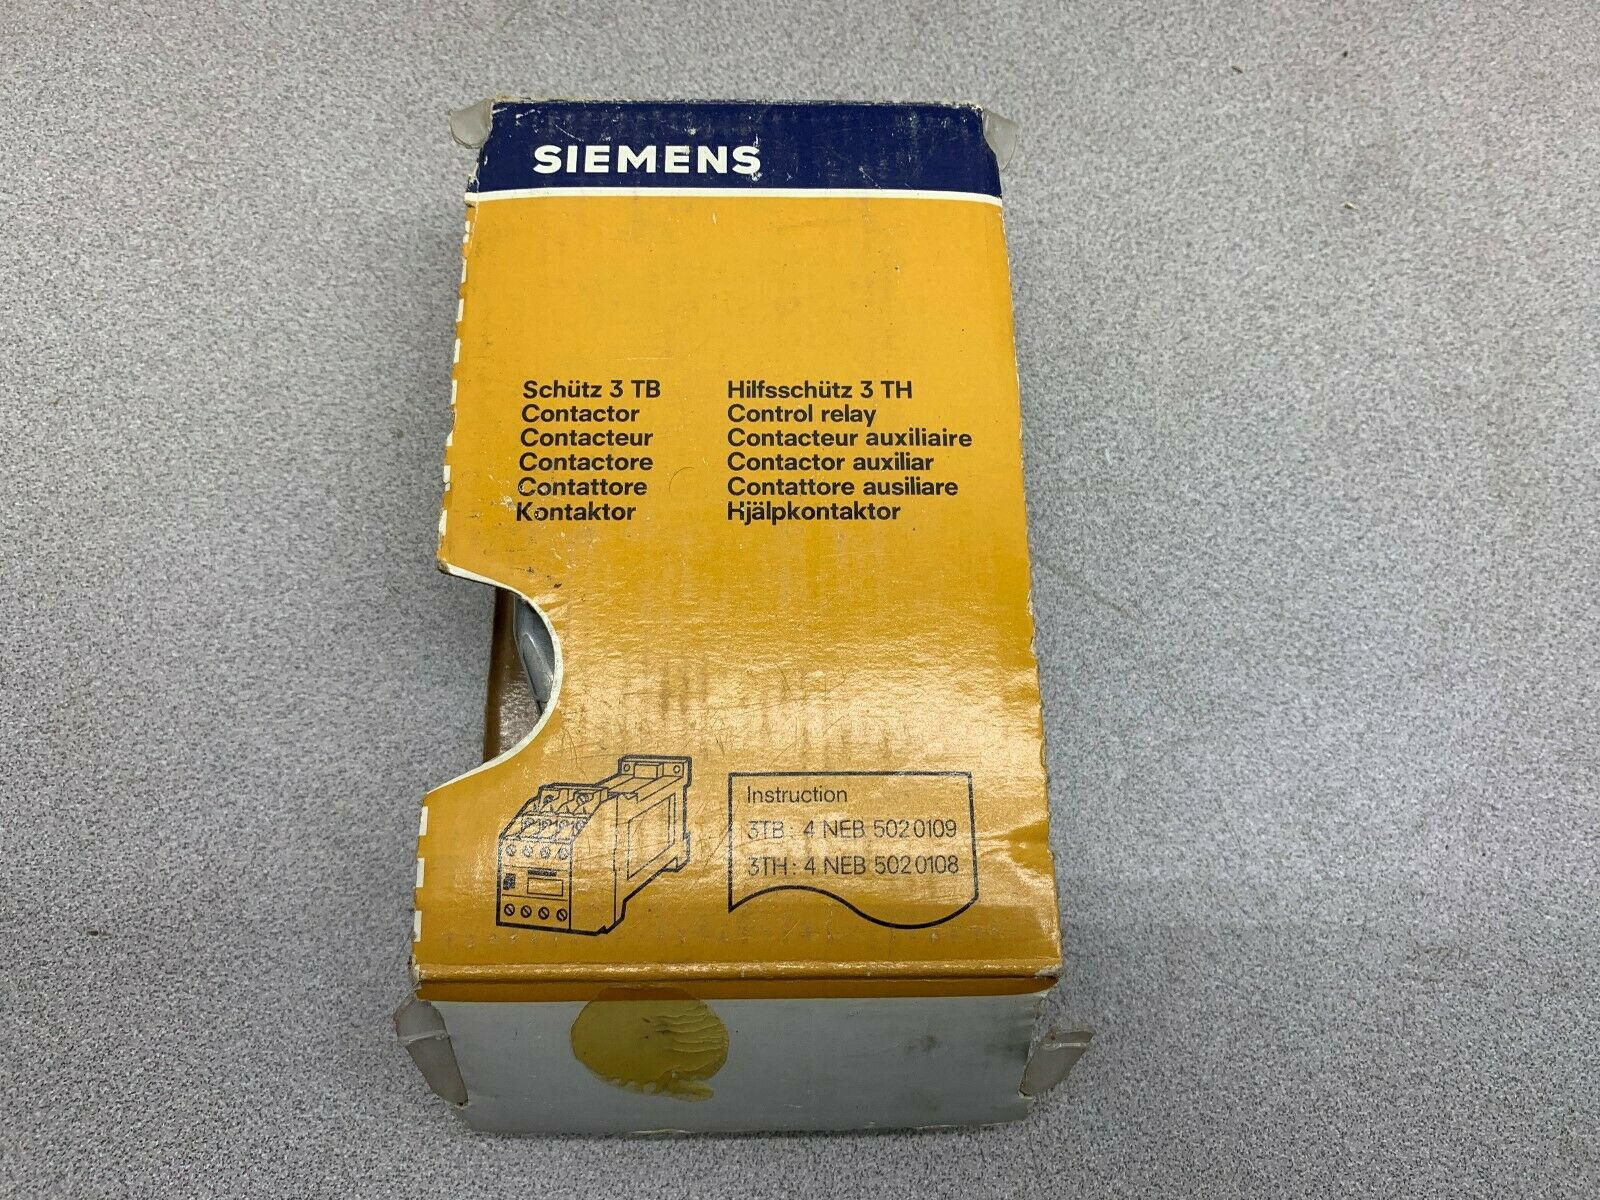 SIEMENS
Schütz 3 TB
Contactor
Contacteur
Contactore
Contattore
Kontaktor
Hilfsschütz 3 TH
Control relay
Contacteur auxiliaire
Contactor auxiliar
Contattore ausiliare
Hjälpkontaktor
Instruction
3TB: 4 NEB 502 0109
3TH: 4 NEB 502 0108